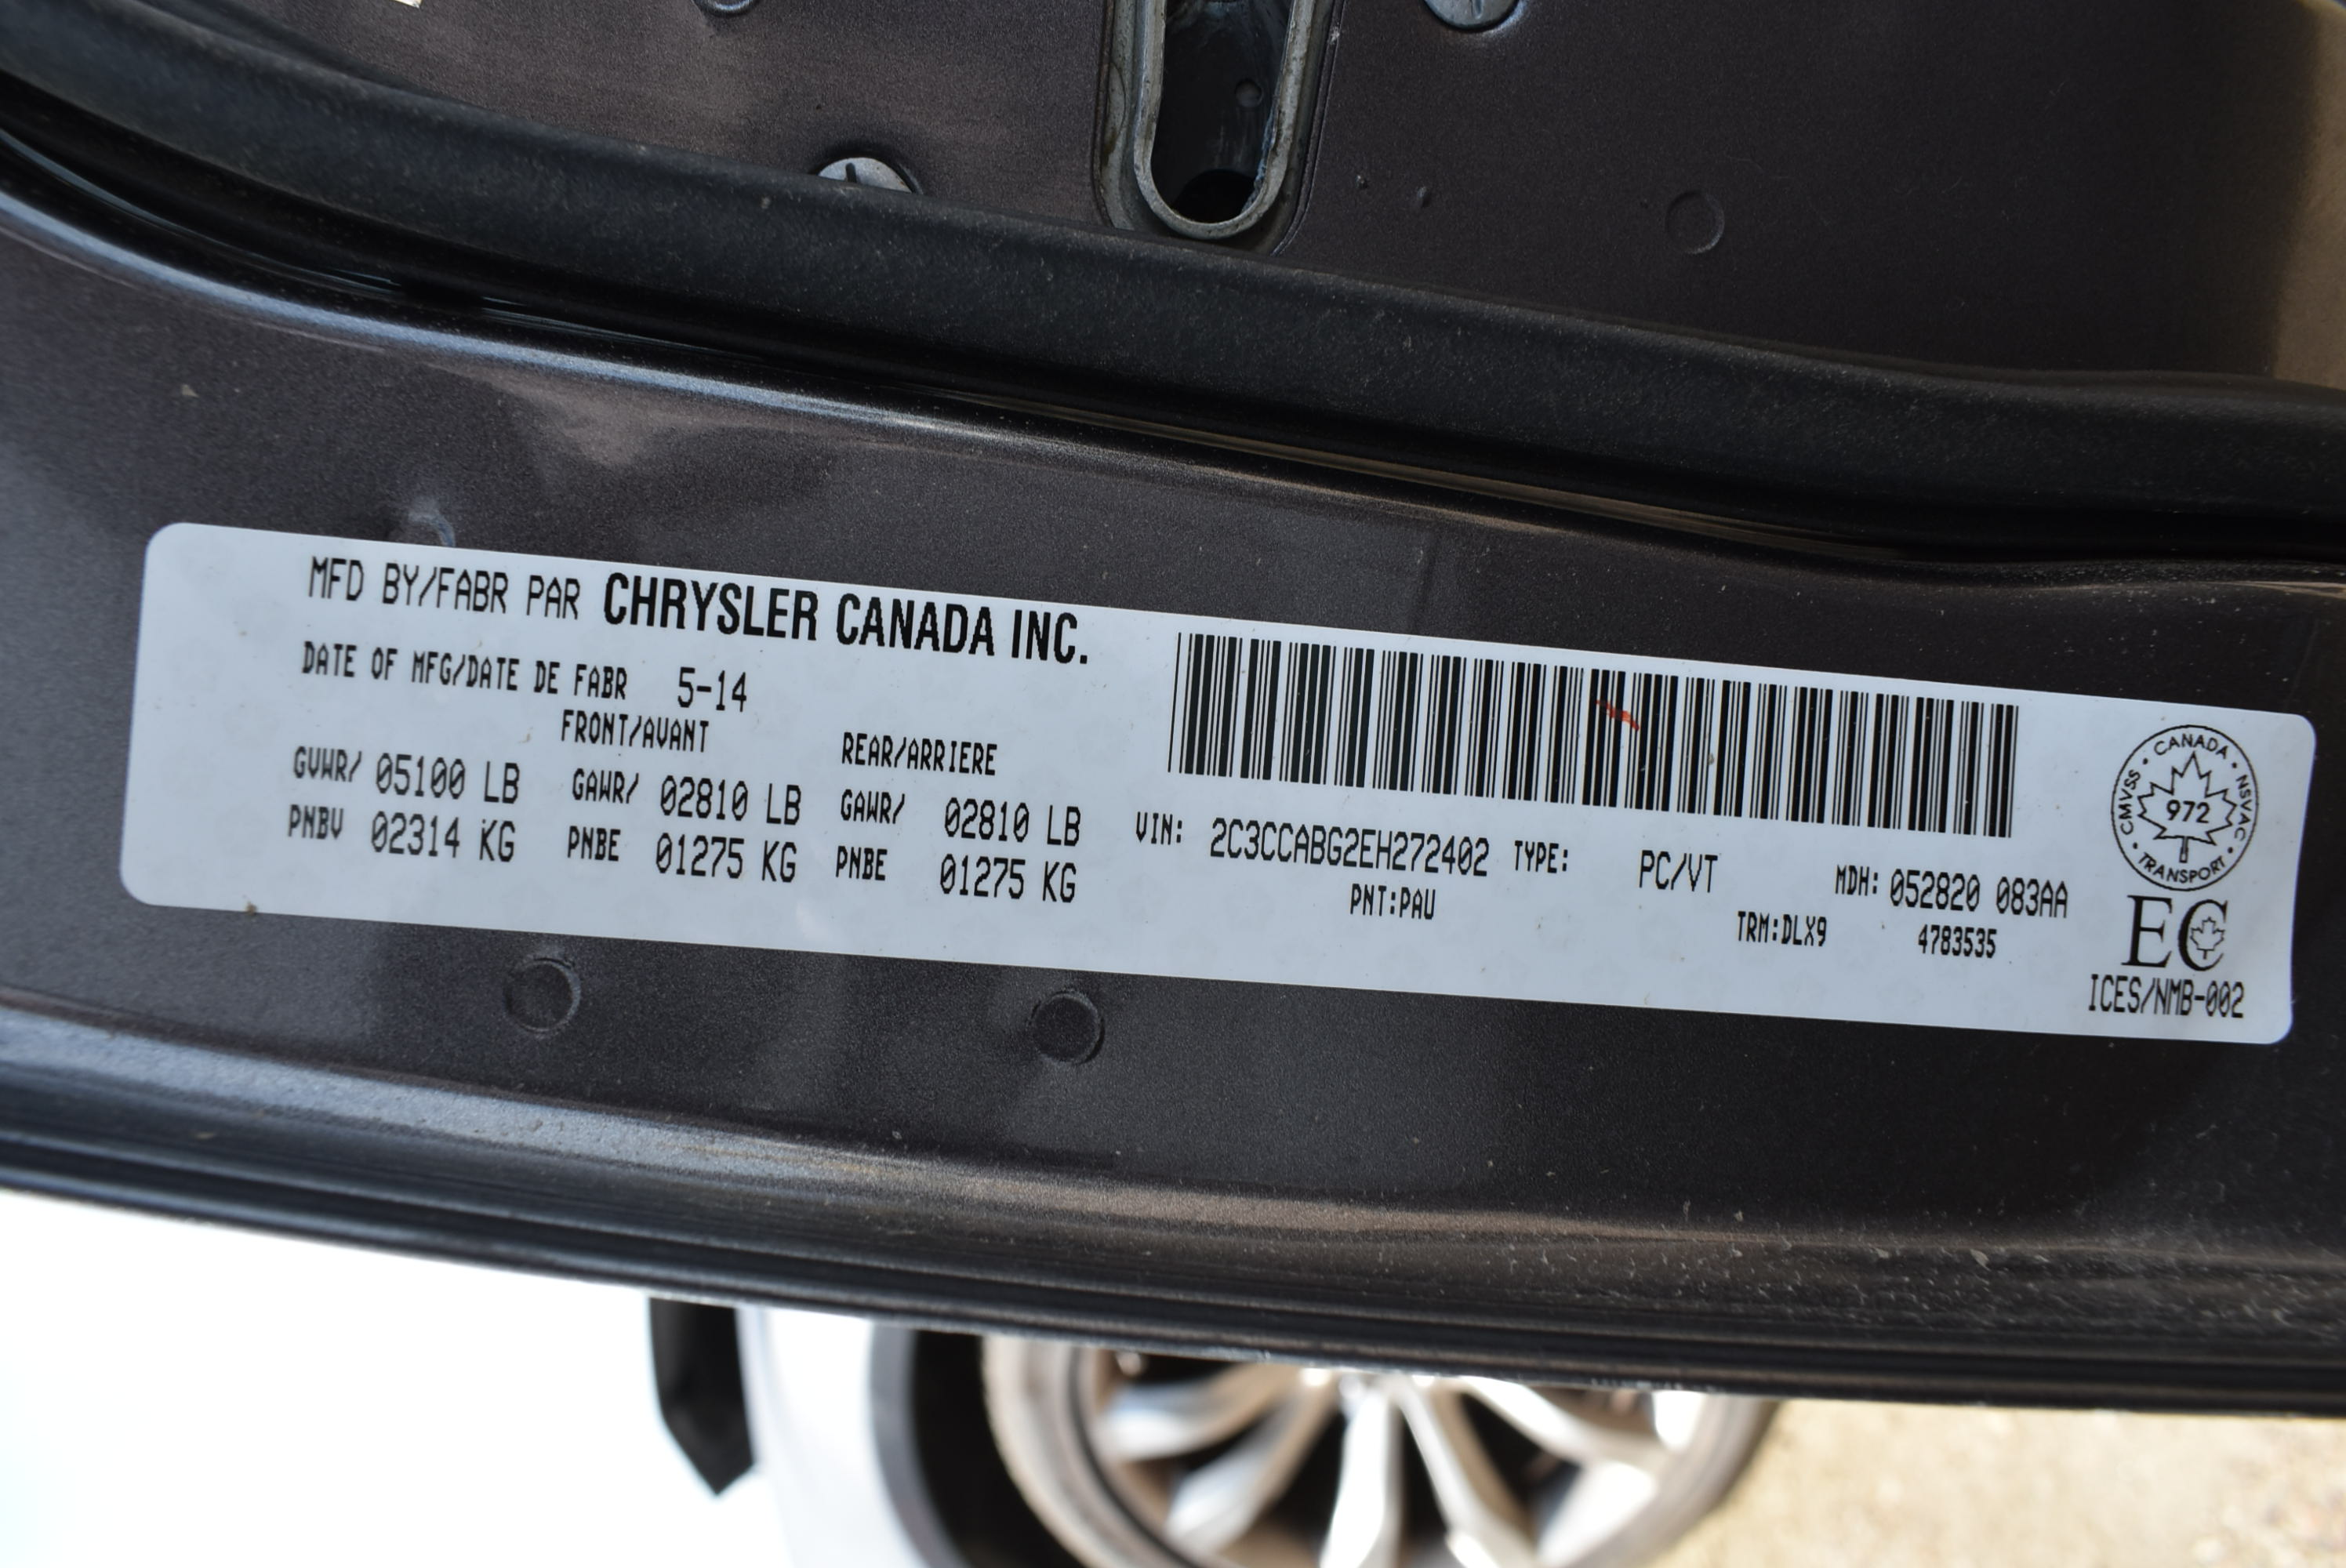 MFD BY/FABR PAR CHRYSLER CANADA INC.
DATE OF MFG/DATE DE FABR 5-14
FRONT/AVANT REAR/ARRIERE
GVWR/ 05100 LB GAWR/ 02810 LB GAWR/ 02810 LB
PNBV 02314 KG PNBE 01275 KG PNBE 01275 KG
VIN: 2C3CCABG2EH272402 TYPE: PC/VT MDH: 052820 083AA
PNT:PAU TRM:DLX9 4783535
CANADA · NSVAC · TRANSPORT · CMVSS ·
972
EC
ICES/NMB-002